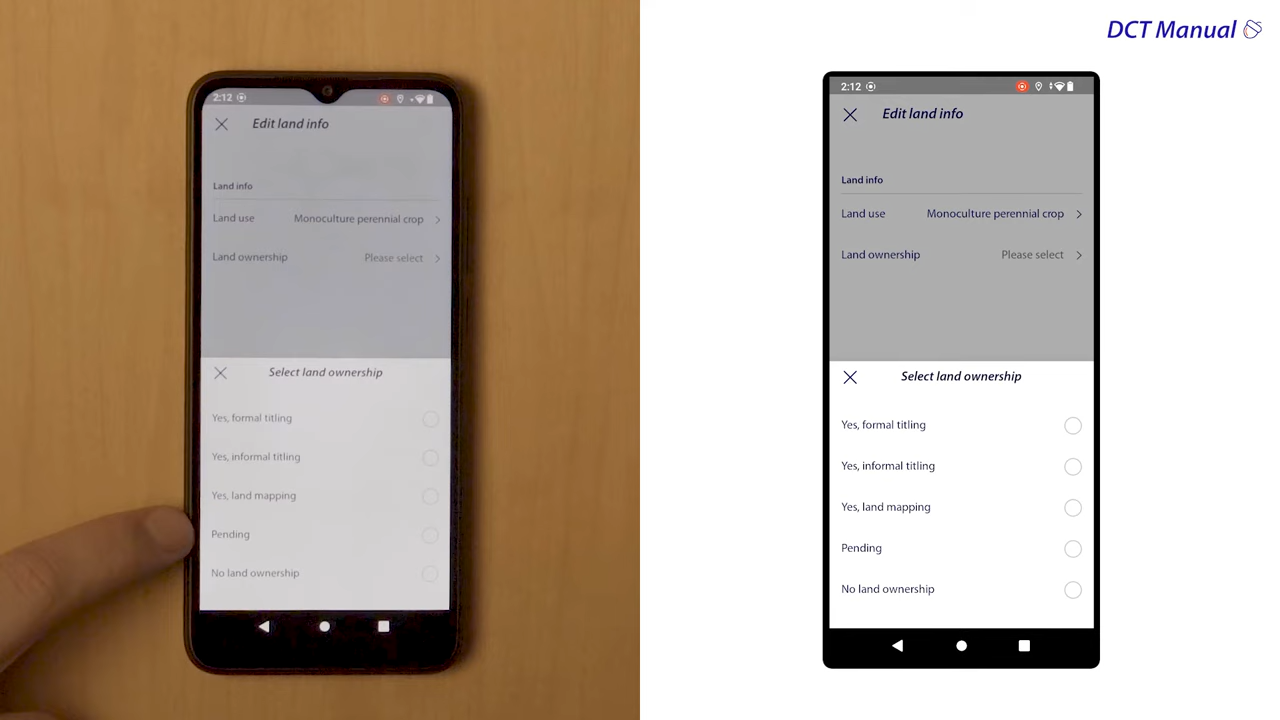 DCT Manual
2:12
Edit land info
Land info
Land use Monoculture perennial crop
Land ownership Please select
Select land ownership
Yes, formal titling
Yes, informal titling
Yes, land mapping
Pending
No land ownership
2:12
Edit land info
Land info
Land use Monoculture perennial crop
Land ownership Please select
Select land ownership
Yes, formal titling
Yes, informal titling
Yes, land mapping
Pending
No land ownership